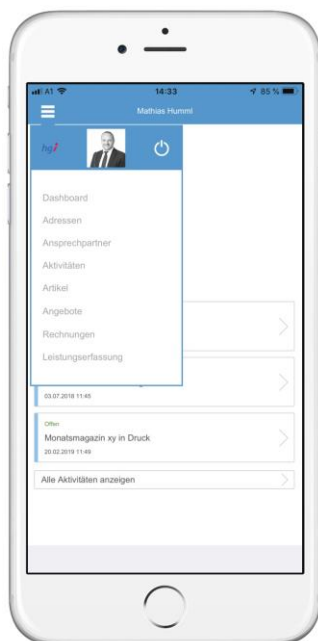 A1 14:33 85 %
Mathias Humml
hgi
Dashboard
Adressen
Ansprechpartner
Aktivitäten
Artikel
Angebote
Rechnungen
Leistungserfassung
03.07.2018 11:45
Offen
Monatsmagazin xy in Druck
20.02.2019 11:49
Alle Aktivitäten anzeigen